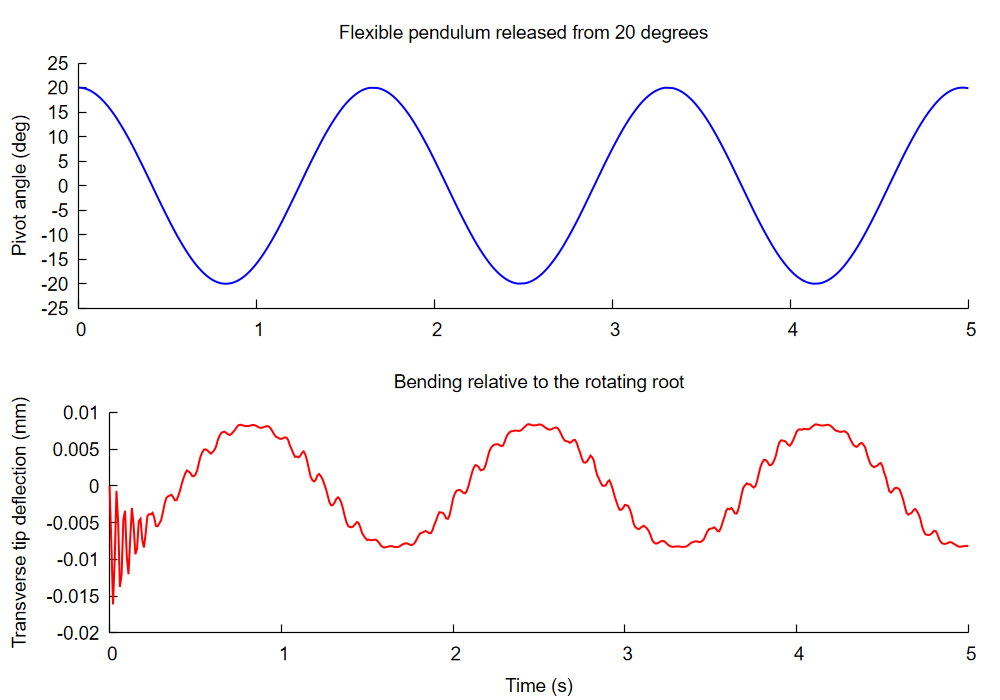 Flexible pendulum released from 20 degrees
Pivot angle (deg)
25
20
15
10
5
0
-5
-10
-15
-20
-25
0 1 2 3 4 5
Bending relative to the rotating root
Transverse tip deflection (mm)
0.01
0.005
0
-0.005
-0.01
-0.015
-0.02
0 1 2 3 4 5
Time (s)